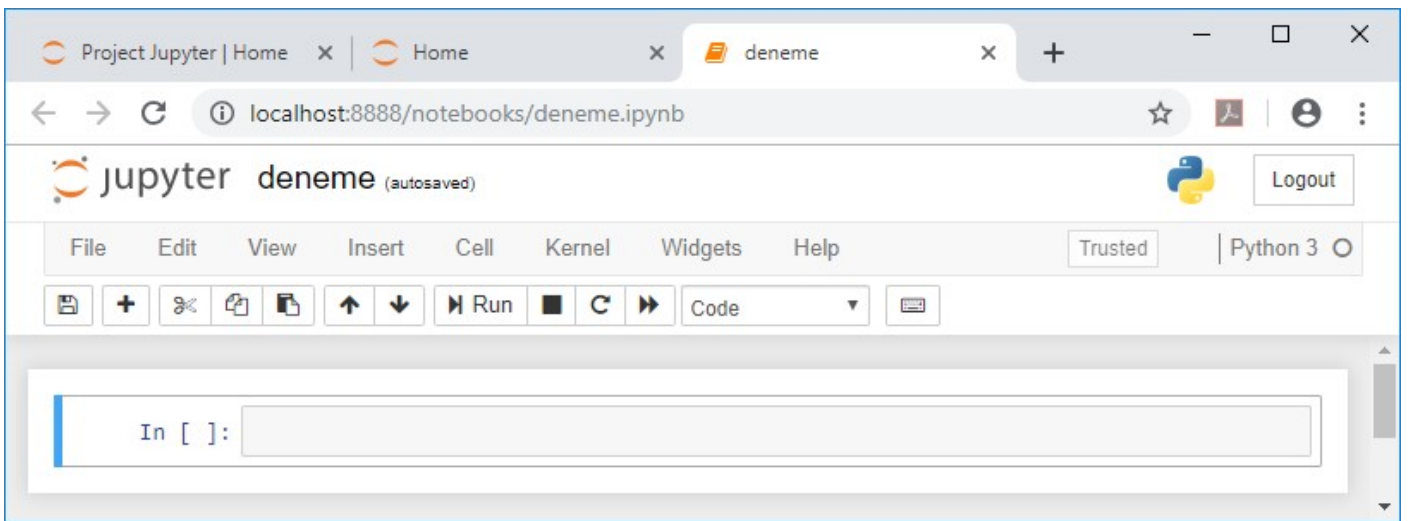 Project Jupyter | Home Home deneme
localhost:8888/notebooks/deneme.ipynb
jupyter deneme (autosaved) Logout
File Edit View Insert Cell Kernel Widgets Help Trusted Python 3
Run Code
In [ ]: